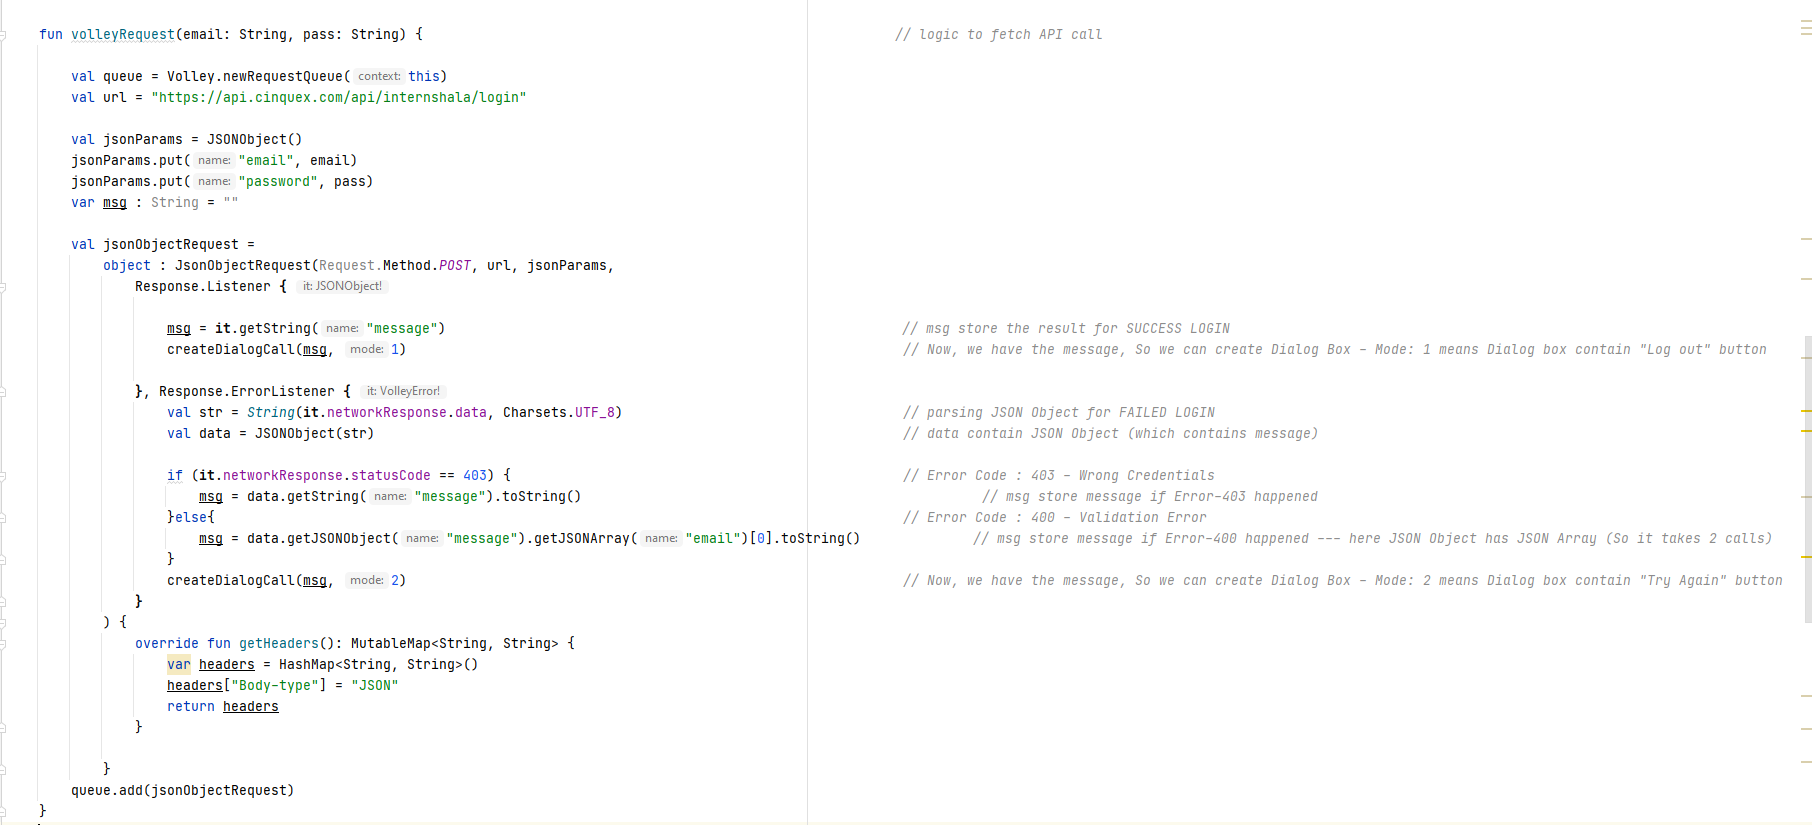 fun volleyRequest(email: String, pass: String) { // logic to fetch API call
val queue = Volley.newRequestQueue( context: this)
val url = "https://api.cinquex.com/api/internshala/login"
val jsonParams = JSONObject()
jsonParams.put( name: "email", email)
jsonParams.put( name: "password", pass)
var msg : String = ""
val jsonObjectRequest =
object : JsonObjectRequest(Request.Method.POST, url, jsonParams,
Response.Listener { it: JSONObject!
msg = it.getString( name: "message") // msg store the result for SUCCESS LOGIN
createDialogCall(msg, mode: 1) // Now, we have the message, So we can create Dialog Box - Mode: 1 means Dialog box contain "Log out" button
}, Response.ErrorListener { it: VolleyError!
val str = String(it.networkResponse.data, Charsets.UTF_8) // parsing JSON Object for FAILED LOGIN
val data = JSONObject(str) // data contain JSON Object (which contains message)
if (it.networkResponse.statusCode == 403) { // Error Code : 403 - Wrong Credentials
msg = data.getString( name: "message").toString() // msg store message if Error-403 happened
}else{ // Error Code : 400 - Validation Error
msg = data.getJSONObject( name: "message").getJSONArray( name: "email")[0].toString() // msg store message if Error-400 happened --- here JSON Object has JSON Array (So it takes 2 calls)
}
createDialogCall(msg, mode: 2) // Now, we have the message, So we can create Dialog Box - Mode: 2 means Dialog box contain "Try Again" button
}
) {
override fun getHeaders(): MutableMap<String, String> {
var headers = HashMap<String, String>()
headers["Body-type"] = "JSON"
return headers
}
}
queue.add(jsonObjectRequest)
}